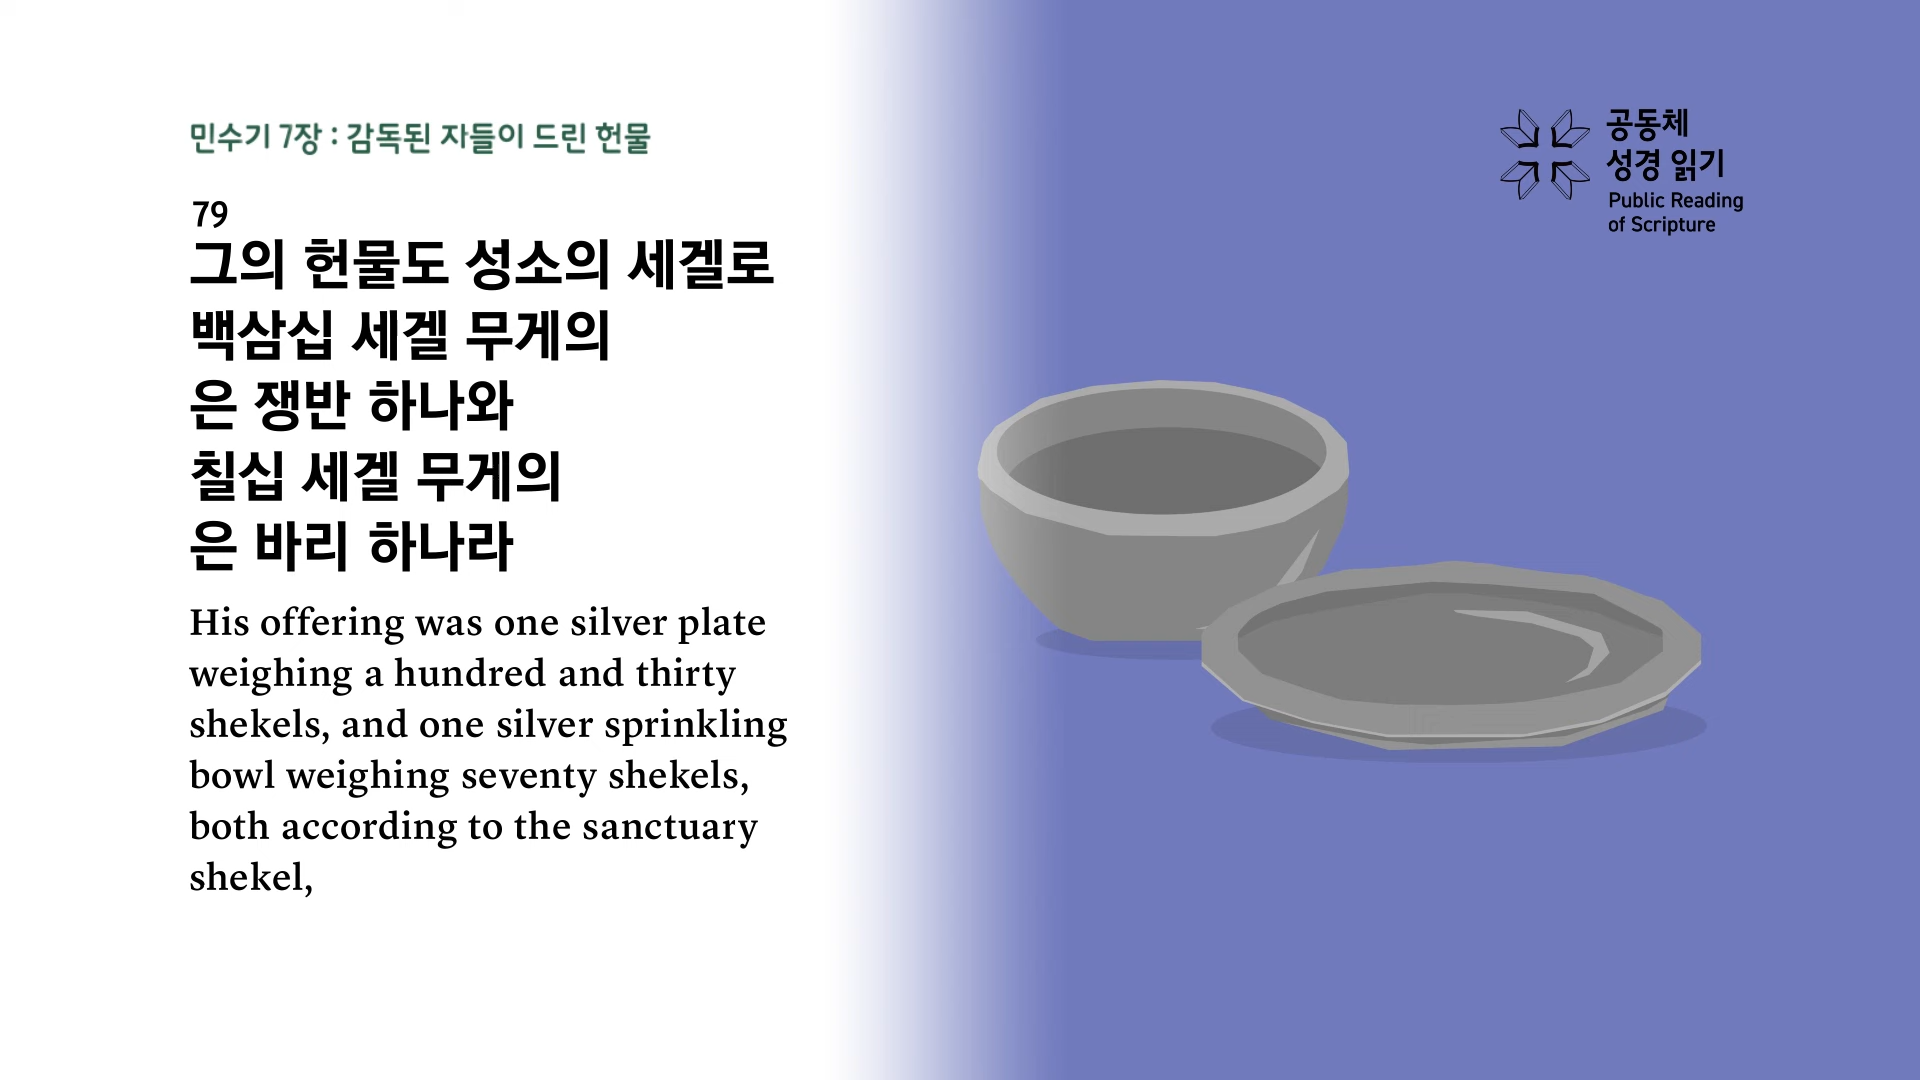 민수기 7장 : 감독된 자들이 드린 헌물
79
그의 헌물도 성소의 세겔로
백삼십 세겔 무게의
은 쟁반 하나와
칠십 세겔 무게의
은 바리 하나라
His offering was one silver plate
weighing a hundred and thirty
shekels, and one silver sprinkling
bowl weighing seventy shekels,
both according to the sanctuary
shekel,
공동체
성경 읽기
Public Reading
of Scripture